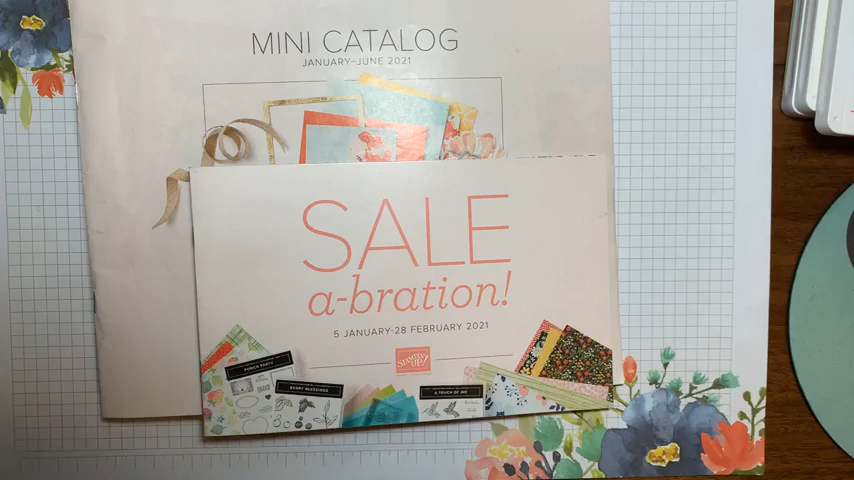 MINI CATALOG
JANUARY–JUNE 2021
SALE
a-bration!
5 JANUARY-28 FEBRUARY 2021
STAMPIN' UP!
PUNCH PARTY
BERRY BLESSINGS
A TOUCH OF INK